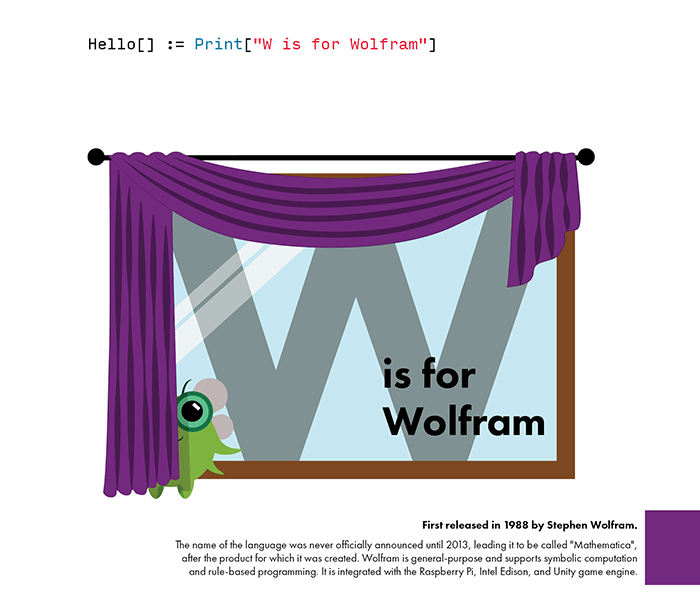 Hello[] := Print["W is for Wolfram"]
W
is for
Wolfram
First released in 1988 by Stephen Wolfram.
The name of the language was never officially announced until 2013, leading it to be called "Mathematica",
after the product for which it was created. Wolfram is general-purpose and supports symbolic computation
and rule-based programming. It is integrated with the Raspberry Pi, Intel Edison, and Unity game engine.